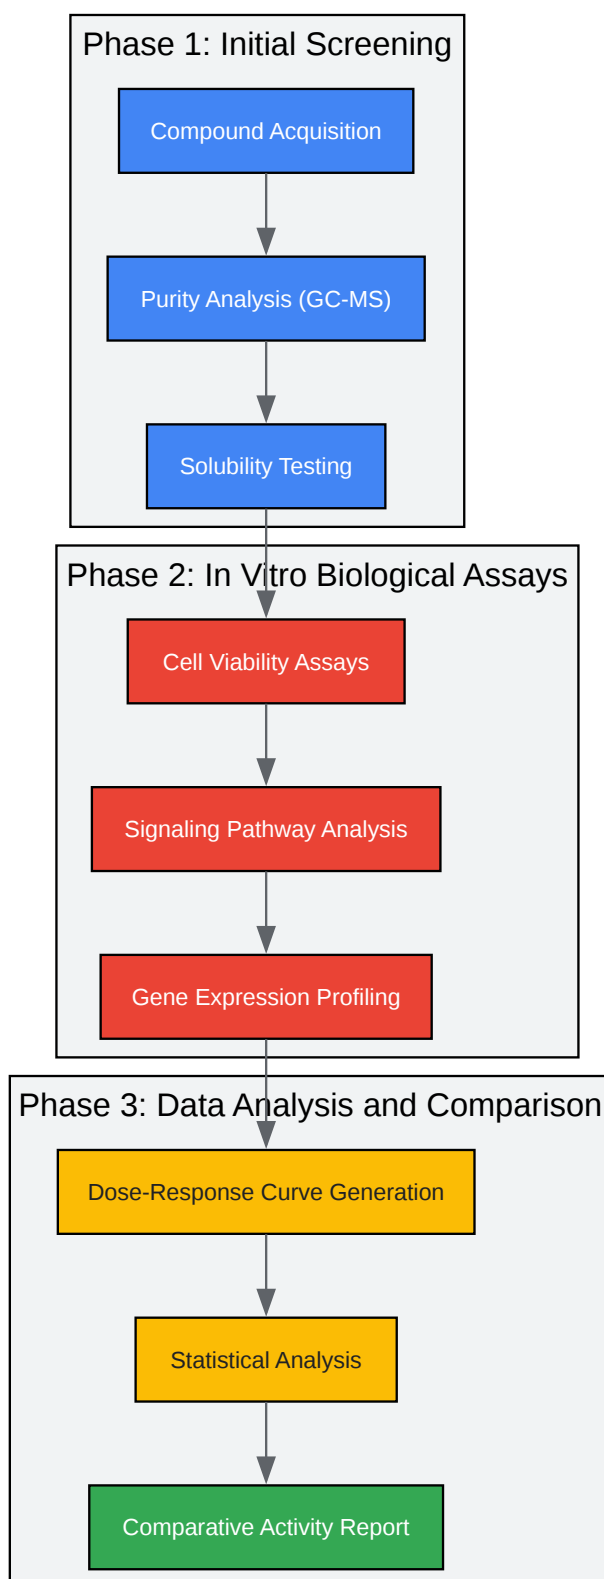 Phase 1: Initial Screening
Compound Acquisition
Purity Analysis (GC-MS)
Solubility Testing
Phase 2: In Vitro Biological Assays
Cell Viability Assays
Signaling Pathway Analysis
Gene Expression Profiling
Phase 3: Data Analysis and Comparison
Dose-Response Curve Generation
Statistical Analysis
Comparative Activity Report